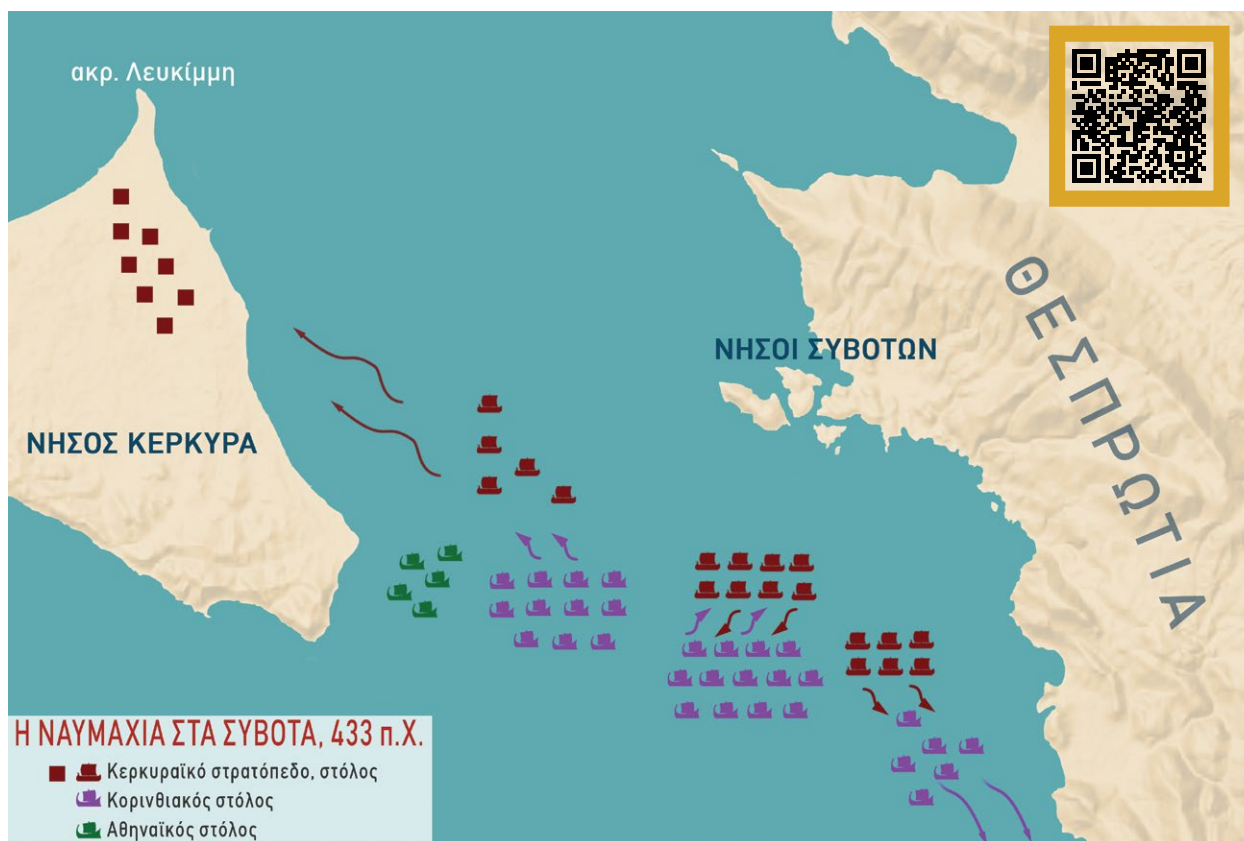 ακρ. Λευκίμμη
ΝΗΣΟΙ ΣΥΒΟΤΩΝ
ΘΕΣΠΡΩΤΙΑ
ΝΗΣΟΣ ΚΕΡΚΥΡΑ
Η ΝΑΥΜΑΧΙΑ ΣΤΑ ΣΥΒΟΤΑ, 433 π.Χ.
Κερκυραϊκό στρατόπεδο, στόλος
Κορινθιακός στόλος
Αθηναϊκός στόλος